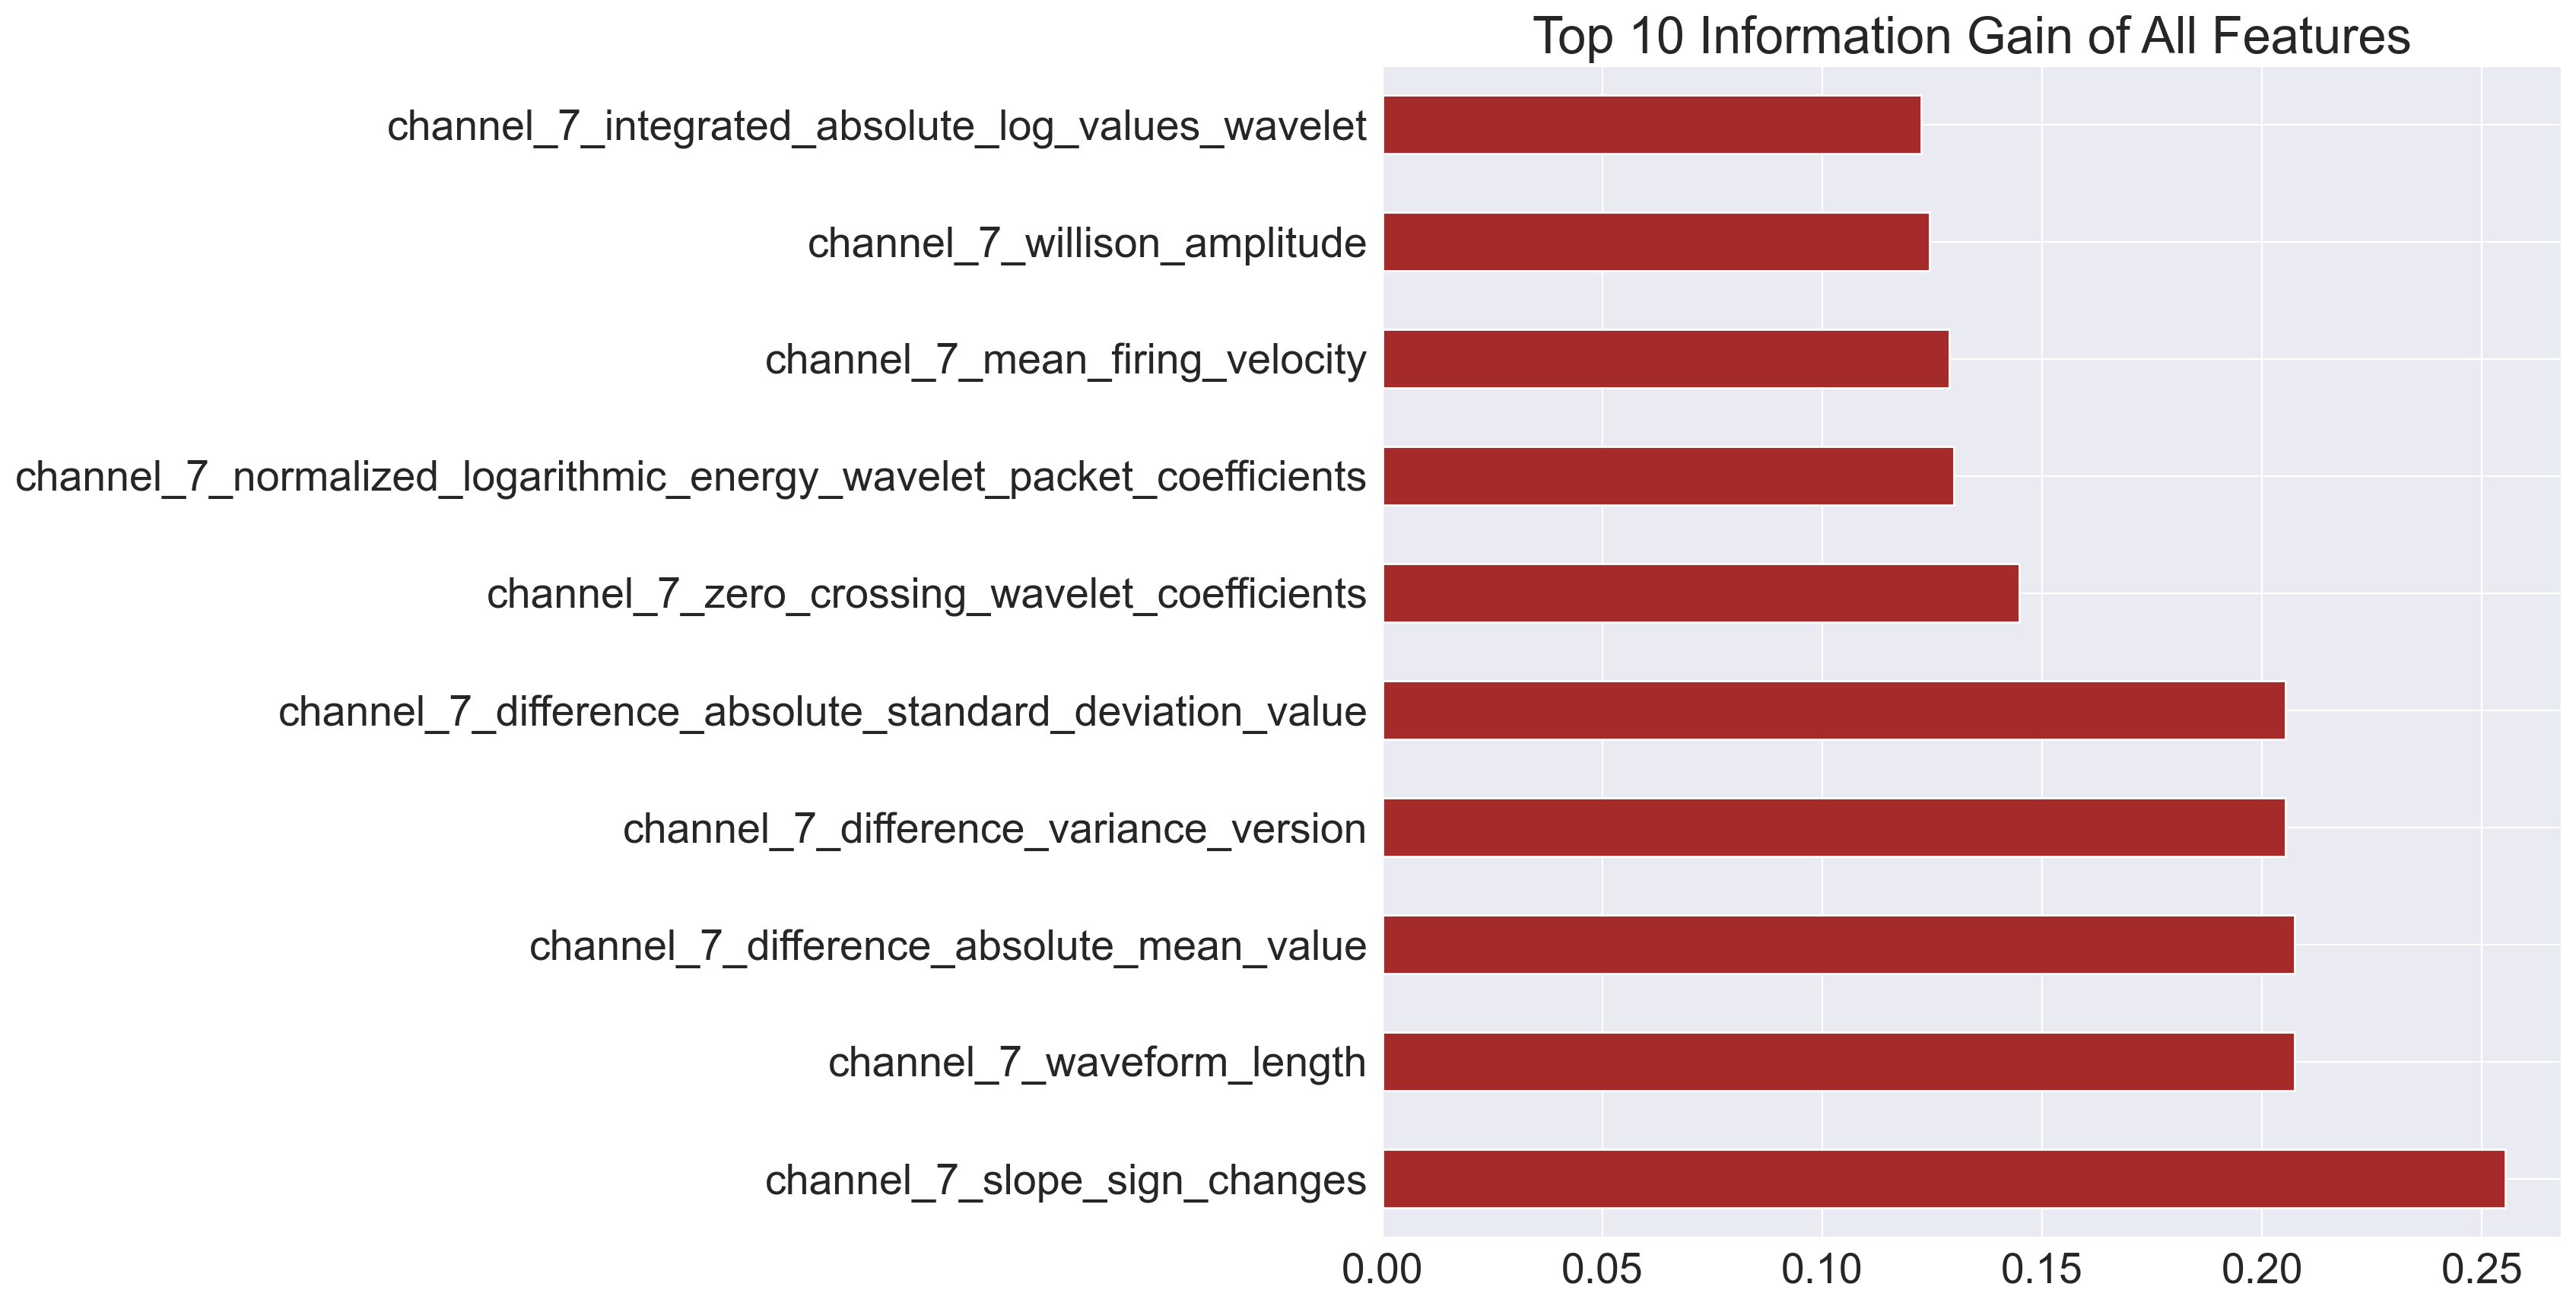 Top 10 Information Gain of All Features
channel_7_integrated_absolute_log_values_wavelet
channel_7_willison_amplitude
channel_7_mean_firing_velocity
channel_7_normalized_logarithmic_energy_wavelet_packet_coefficients
channel_7_zero_crossing_wavelet_coefficients
channel_7_difference_absolute_standard_deviation_value
channel_7_difference_variance_version
channel_7_difference_absolute_mean_value
channel_7_waveform_length
channel_7_slope_sign_changes
0.00 0.05 0.10 0.15 0.20 0.25